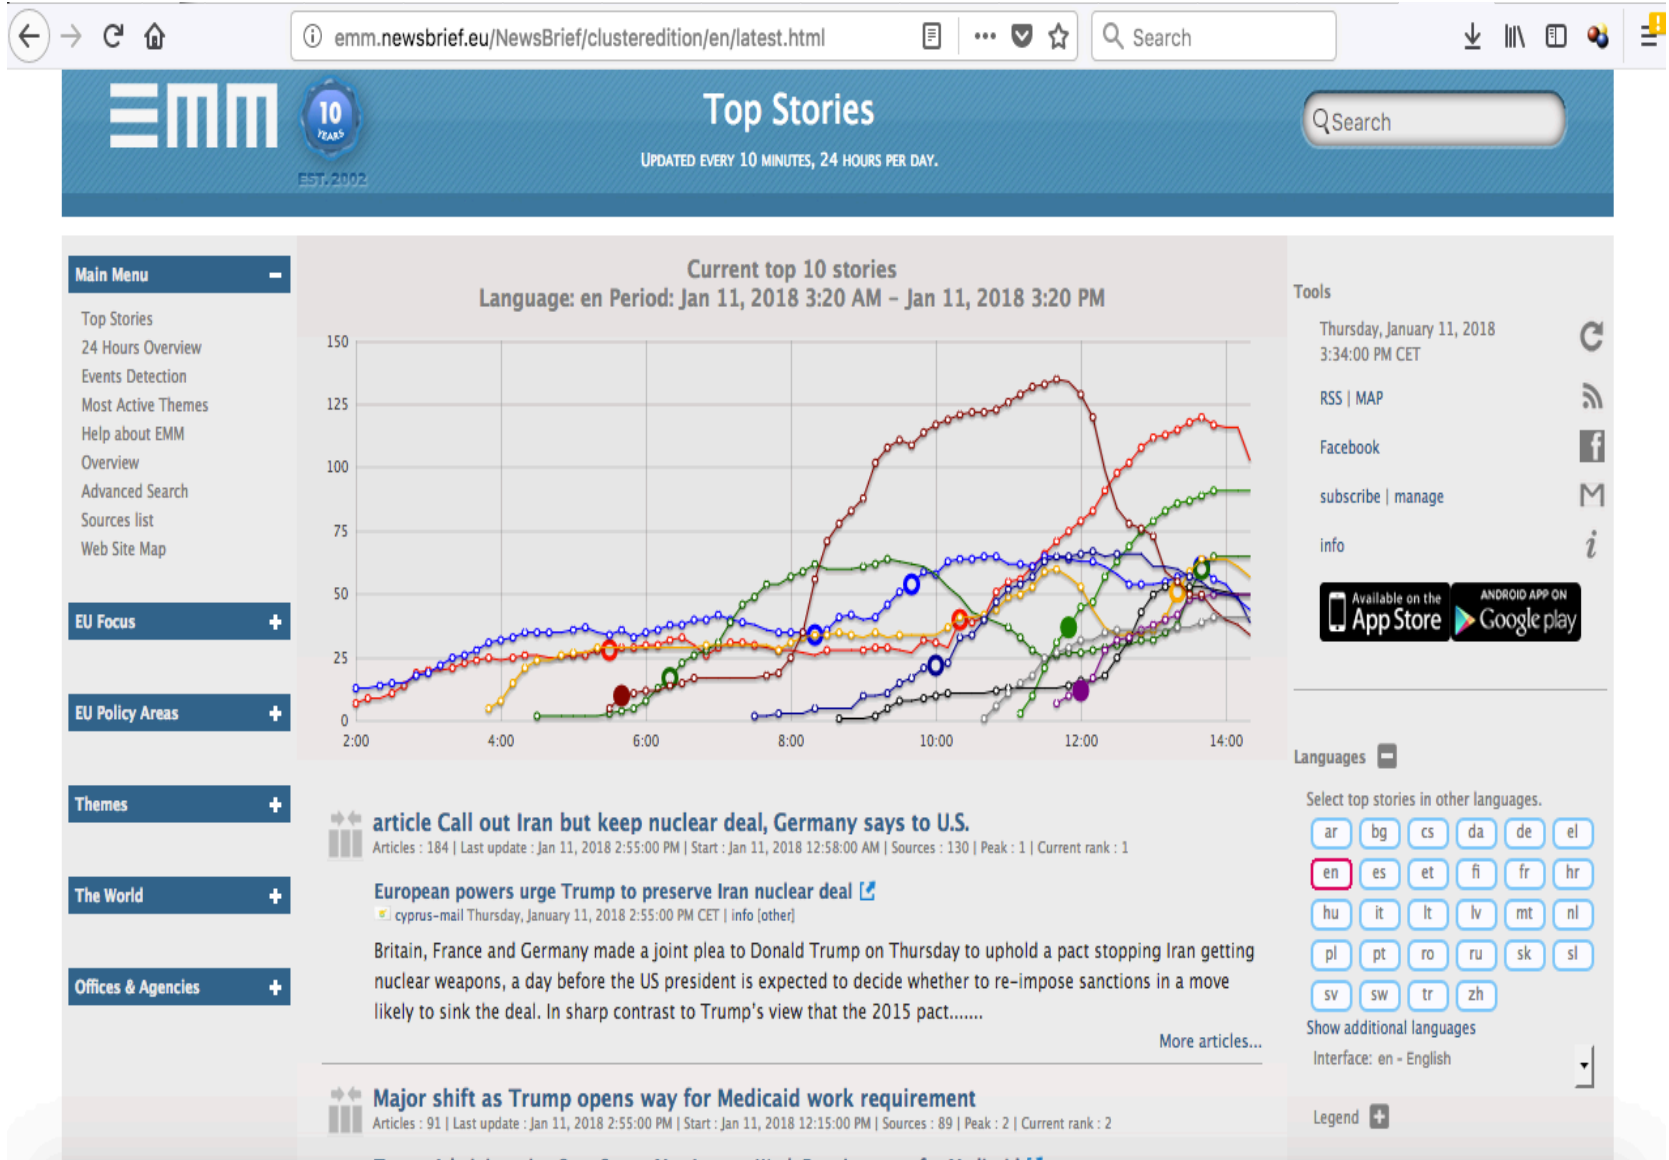 emm.newsbrief.eu/NewsBrief/clusteredition/en/latest.html
Search
EMM
10
YEARS
EST. 2002
Top Stories
UPDATED EVERY 10 MINUTES, 24 HOURS PER DAY.
Search
Main Menu
Top Stories
24 Hours Overview
Events Detection
Most Active Themes
Help about EMM
Overview
Advanced Search
Sources list
Web Site Map
EU Focus
EU Policy Areas
Themes
The World
Offices & Agencies
Current top 10 stories
Language: en Period: Jan 11, 2018 3:20 AM – Jan 11, 2018 3:20 PM
150
125
100
75
50
25
0
2:00 4:00 6:00 8:00 10:00 12:00 14:00
article Call out Iran but keep nuclear deal, Germany says to U.S.
Articles : 184 | Last update : Jan 11, 2018 2:55:00 PM | Start : Jan 11, 2018 12:58:00 AM | Sources : 130 | Peak : 1 | Current rank : 1
European powers urge Trump to preserve Iran nuclear deal
cyprus-mail Thursday, January 11, 2018 2:55:00 PM CET | info [other]
Britain, France and Germany made a joint plea to Donald Trump on Thursday to uphold a pact stopping Iran getting
nuclear weapons, a day before the US president is expected to decide whether to re-impose sanctions in a move
likely to sink the deal. In sharp contrast to Trump's view that the 2015 pact.......
More articles...
Major shift as Trump opens way for Medicaid work requirement
Articles : 91 | Last update : Jan 11, 2018 2:55:00 PM | Start : Jan 11, 2018 12:15:00 PM | Sources : 89 | Peak : 2 | Current rank : 2
Tools
Thursday, January 11, 2018
3:34:00 PM CET
RSS | MAP
Facebook
subscribe | manage
info
Available on the
App Store
ANDROID APP ON
Google play
Languages
Select top stories in other languages.
ar bg cs da de el
en es et fi fr hr
hu it lt lv mt nl
pl pt ro ru sk sl
sv sw tr zh
Show additional languages
Interface: en - English
Legend